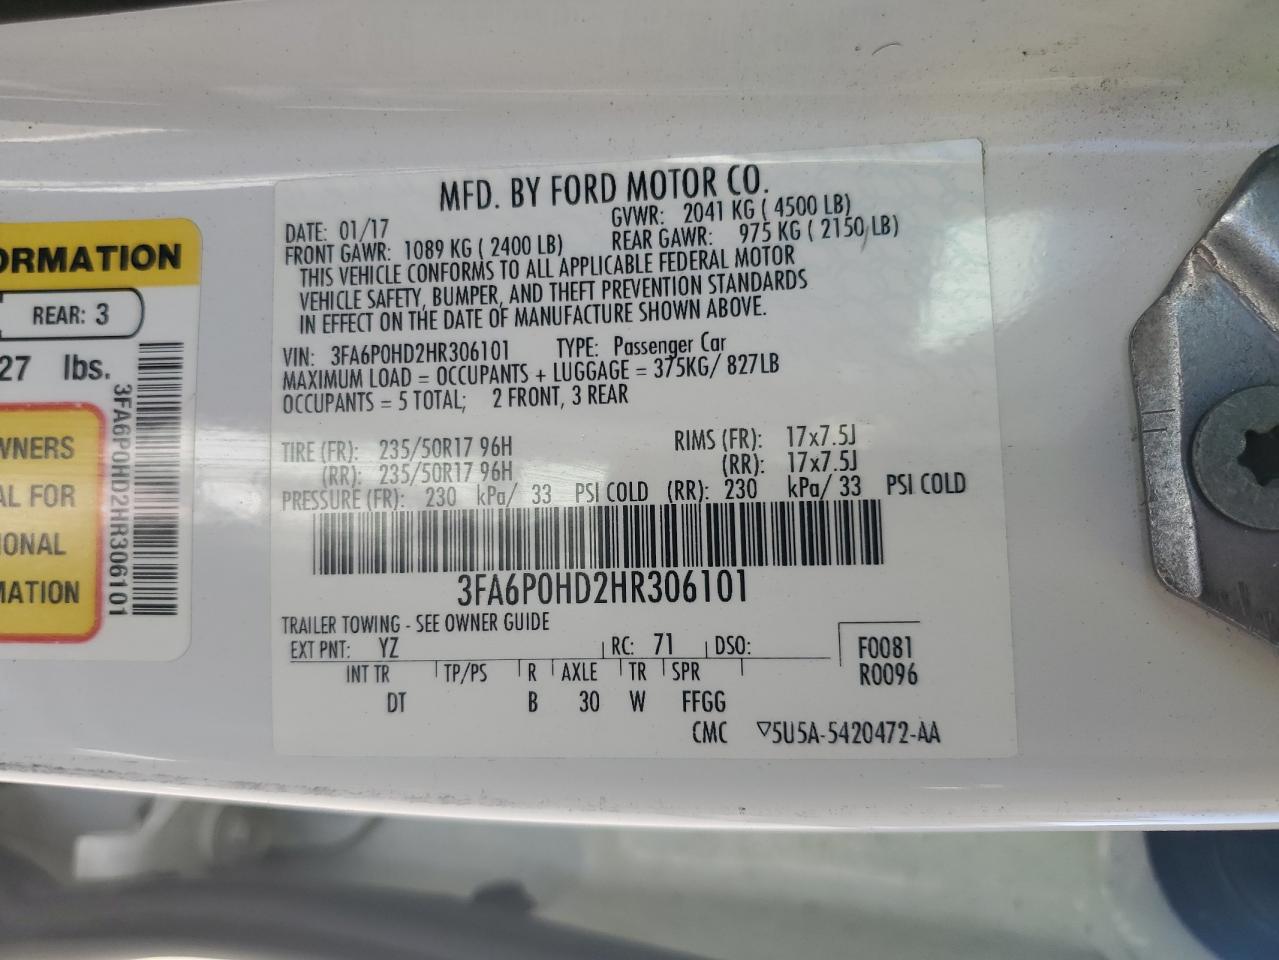 ORMATION
REAR: 3
27 lbs.
WNERS
AL FOR
IONAL
MATION
3FA6P0HD2HR306101
MFD. BY FORD MOTOR CO.
DATE: 01/17 GVWR: 2041 KG ( 4500 LB)
FRONT GAWR: 1089 KG ( 2400 LB) REAR GAWR: 975 KG ( 2150 LB)
THIS VEHICLE CONFORMS TO ALL APPLICABLE FEDERAL MOTOR
VEHICLE SAFETY, BUMPER, AND THEFT PREVENTION STANDARDS
IN EFFECT ON THE DATE OF MANUFACTURE SHOWN ABOVE.
VIN: 3FA6P0HD2HR306101 TYPE: Passenger Car
MAXIMUM LOAD = OCCUPANTS + LUGGAGE = 375KG/ 827LB
OCCUPANTS = 5 TOTAL; 2 FRONT, 3 REAR
TIRE (FR): 235/50R17 96H RIMS (FR): 17x7.5J
(RR): 235/50R17 96H (RR): 17x7.5J
PRESSURE (FR): 230 kPa/ 33 PSI COLD (RR): 230 kPa/ 33 PSI COLD
3FA6P0HD2HR306101
TRAILER TOWING - SEE OWNER GUIDE
EXT PNT: YZ RC: 71 DSO: F0081
INT TR TP/PS R AXLE TR SPR R0096
DT B 30 W FFGG
CMC ▽5U5A-5420472-AA